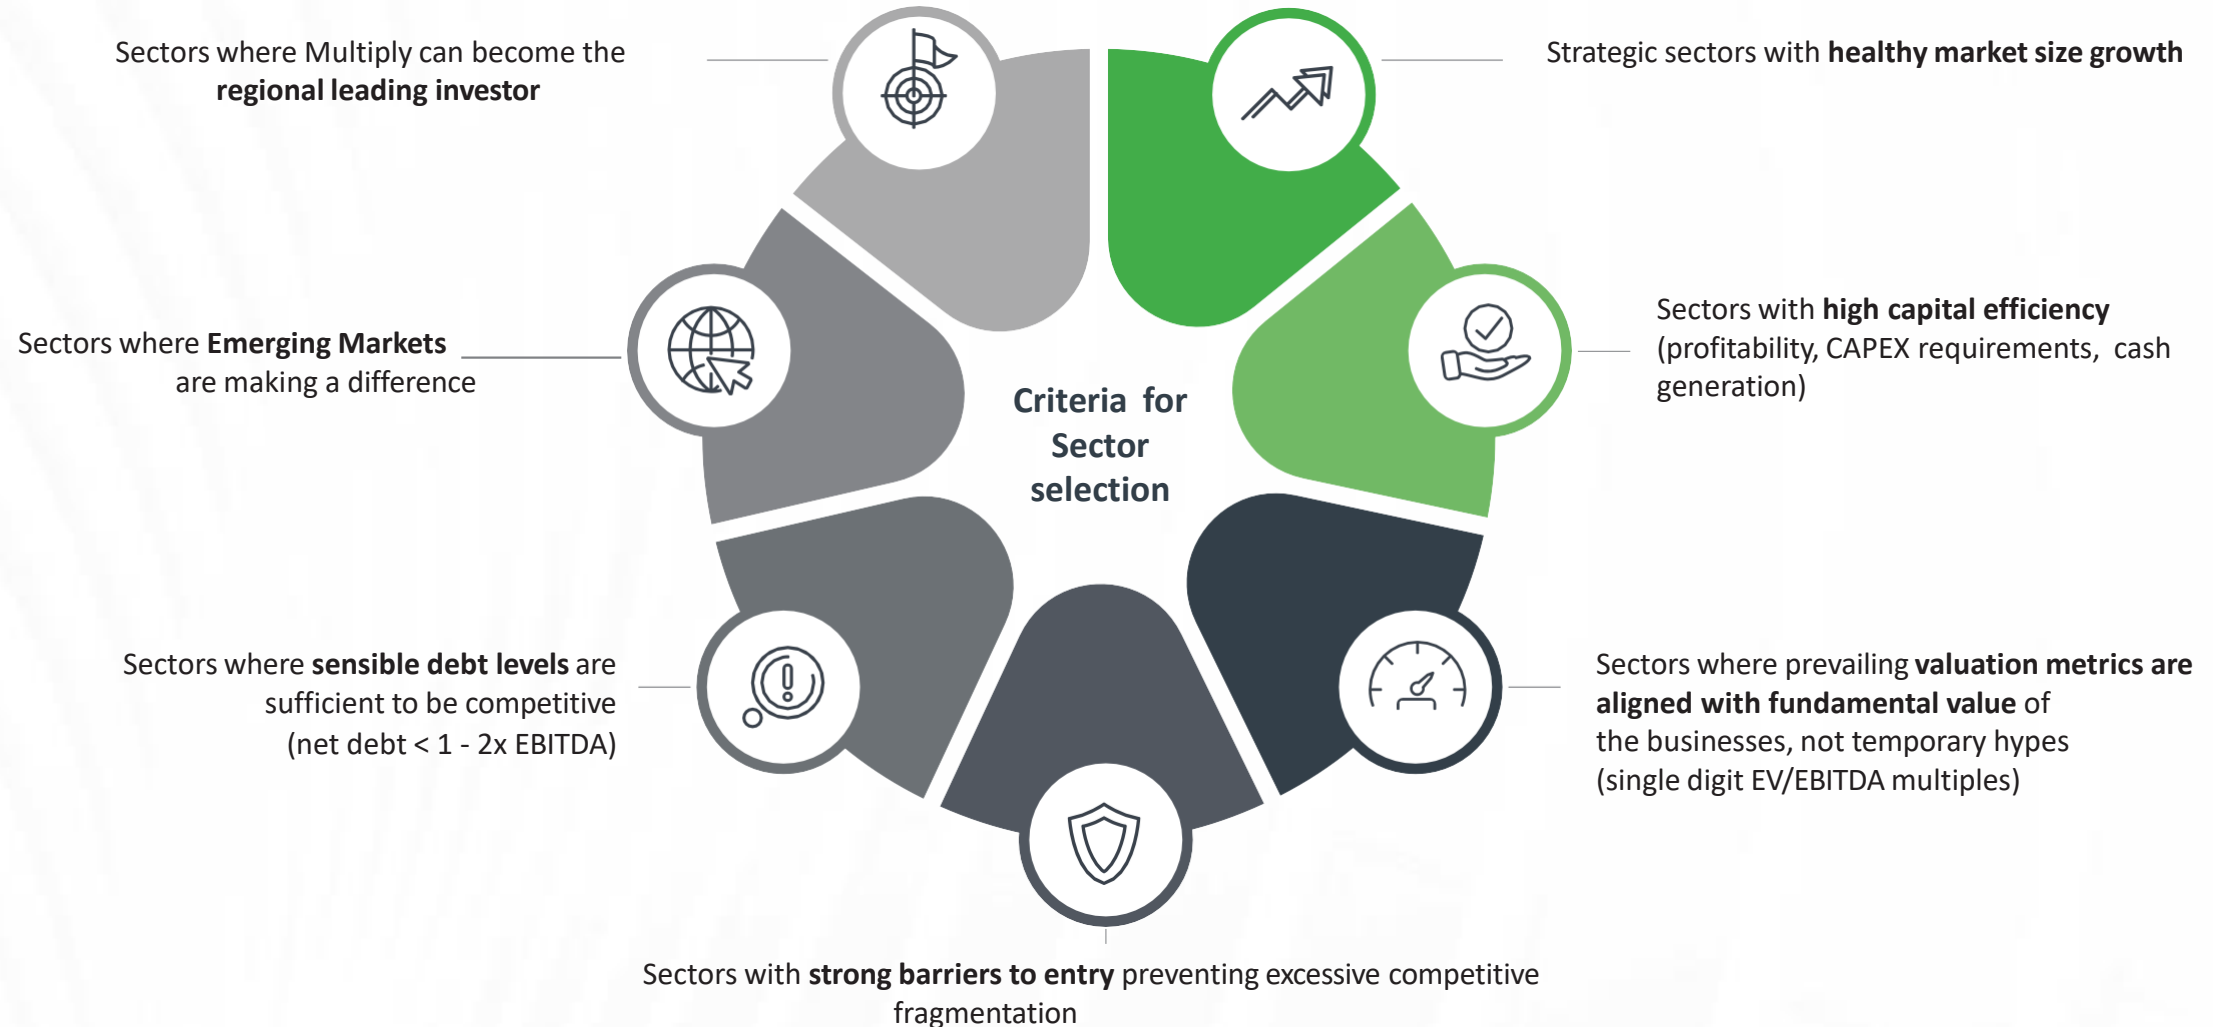 Sectors where Multiply can become the
regional leading investor
Strategic sectors with healthy market size growth
Sectors where Emerging Markets
are making a difference
Sectors with high capital efficiency
(profitability, CAPEX requirements, cash
generation)
Criteria for
Sector
selection
Sectors where sensible debt levels are
sufficient to be competitive
(net debt < 1 - 2x EBITDA)
Sectors where prevailing valuation metrics are
aligned with fundamental value of
the businesses, not temporary hypes
(single digit EV/EBITDA multiples)
Sectors with strong barriers to entry preventing excessive competitive
fragmentation